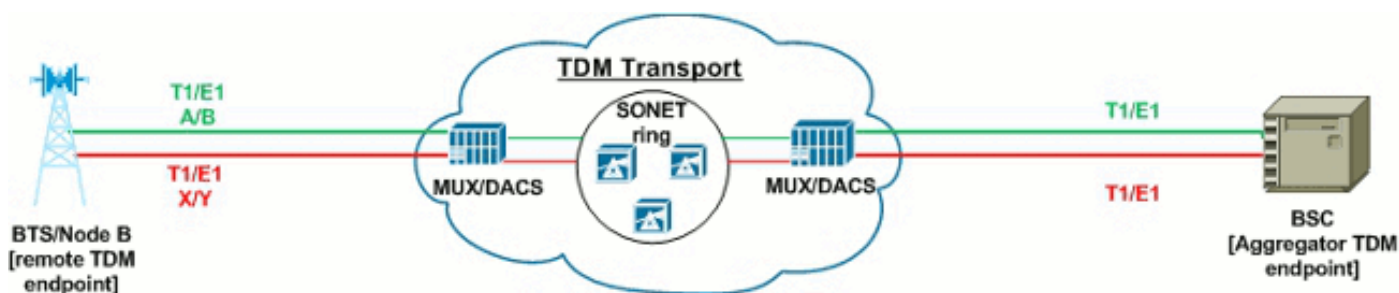 TDM Transport
T1/E1
A/B
SONET
ring
T1/E1
MUX/DACS
MUX/DACS
T1/E1
X/Y
T1/E1
BTS/Node B
[remote TDM
endpoint]
BSC
[Aggregator TDM
endpoint]